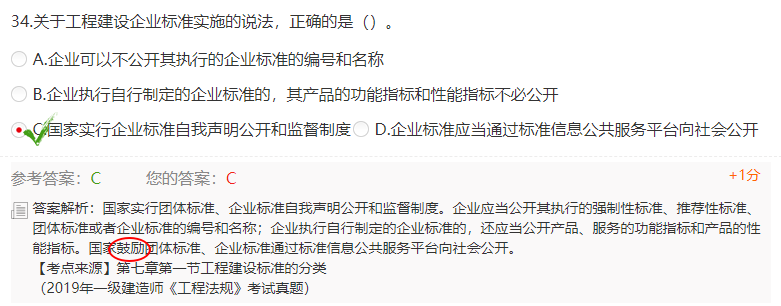 34.关于工程建设企业标准实施的说法，正确的是（）。
A.企业可以不公开其执行的企业标准的编号和名称
B.企业执行自行制定的企业标准的，其产品的功能指标和性能指标不必公开
C.国家实行企业标准自我声明公开和监督制度 D.企业标准应当通过标准信息公共服务平台向社会公开
参考答案：C 您的答案：C +1分
答案解析：国家实行团体标准、企业标准自我声明公开和监督制度。企业应当公开其执行的强制性标准、推荐性标准、
团体标准或者企业标准的编号和名称；企业执行自行制定的企业标准的，还应当公开产品、服务的功能指标和产品的性
能指标。国家鼓励团体标准、企业标准通过标准信息公共服务平台向社会公开。
【考点来源】第七章第一节工程建设标准的分类
（2019年一级建造师《工程法规》考试真题）